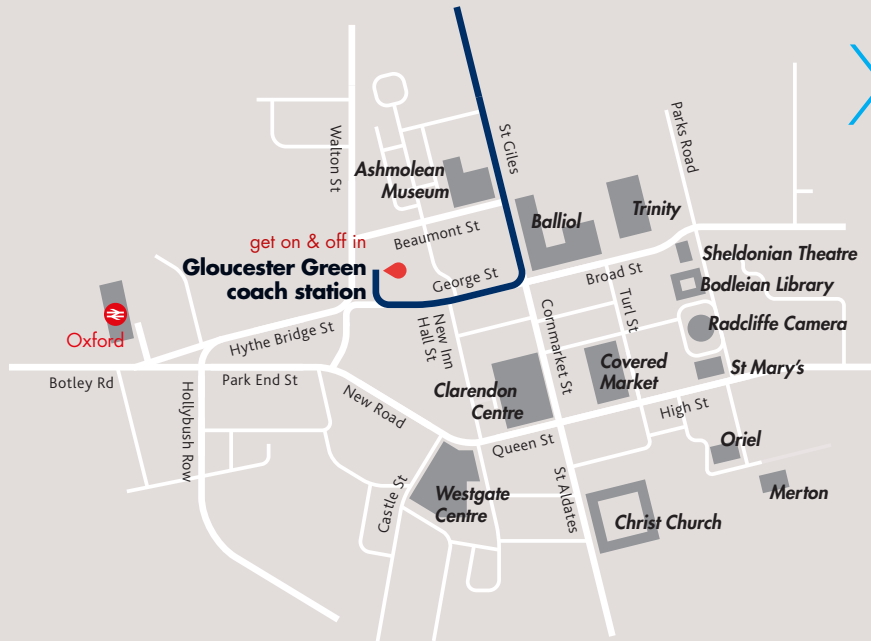 Walton St
St Giles
Parks Road
Ashmolean
Museum
Balliol
Trinity
Beaumont St
get on & off in
Gloucester Green
coach station
George St
Broad St
Sheldonian Theatre
Bodleian Library
Radcliffe Camera
Turl St
Cornmarket St
New Inn
Hall St
Oxford
Hythe Bridge St
Botley Rd
Park End St
Hollybush Row
New Road
Clarendon
Centre
Covered
Market
St Mary's
High St
Queen St
Oriel
Merton
Castle St
Westgate
Centre
St Aldates
Christ Church